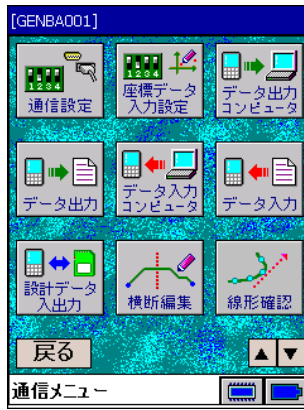 [GENBA001]
1234
通信設定
1234
座標データ
入力設定
データ出力
コンピュータ
データ出力
データ入力
コンピュータ
データ入力
設計データ
入出力
横断編集
線形確認
戻る
通信メニュー